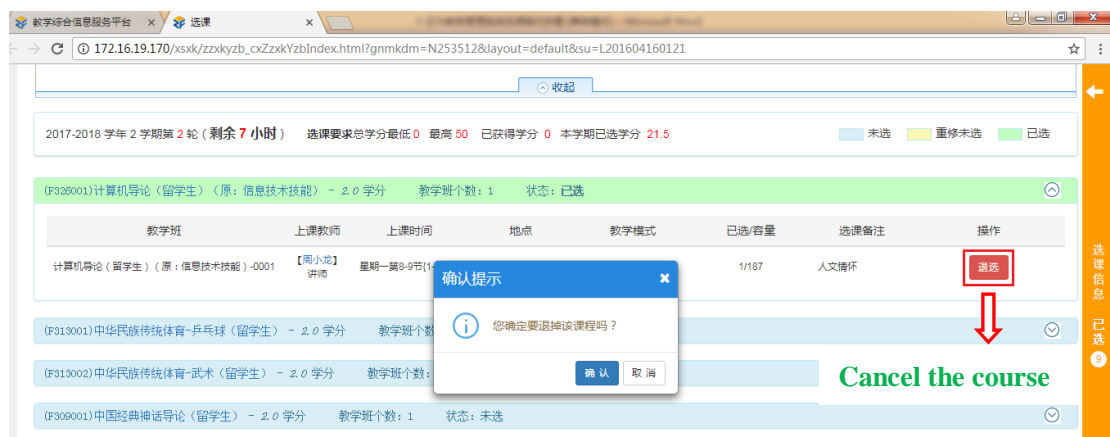 教学综合信息服务平台 选课
172.16.19.170/xsxk/zzxkyzb_cxZzxkYzbIndex.html?gnmkdm=N253512&layout=default&su=L201604160121
收起
2017-2018 学年 2 学期第 2 轮（剩余 7 小时） 选课要求总学分最低 0 最高 50 已获得学分 0 本学期已选学分 21.5 未选 重修未选 已选
(F326001)计算机导论（留学生）（原：信息技术技能） - 2.0 学分 教学班个数：1 状态：已选
教学班 上课教师 上课时间 地点 教学模式 已选/容量 选课备注 操作
计算机导论（留学生）（原：信息技术技能）-0001 【周小龙】 讲师 星期一第8-9节{1- 1/187 人文情怀 退选
确认提示
您确定要退掉该课程吗？
确 认 取 消
(F313001)中华民族传统体育-乒乓球（留学生） - 2.0 学分 教学班个数
(F313002)中华民族传统体育-武术（留学生） - 2.0 学分 教学班个数：
(F309001)中国经典神话导论（留学生） - 2.0 学分 教学班个数：1 状态：未选
Cancel the course
选课信息 已选 9